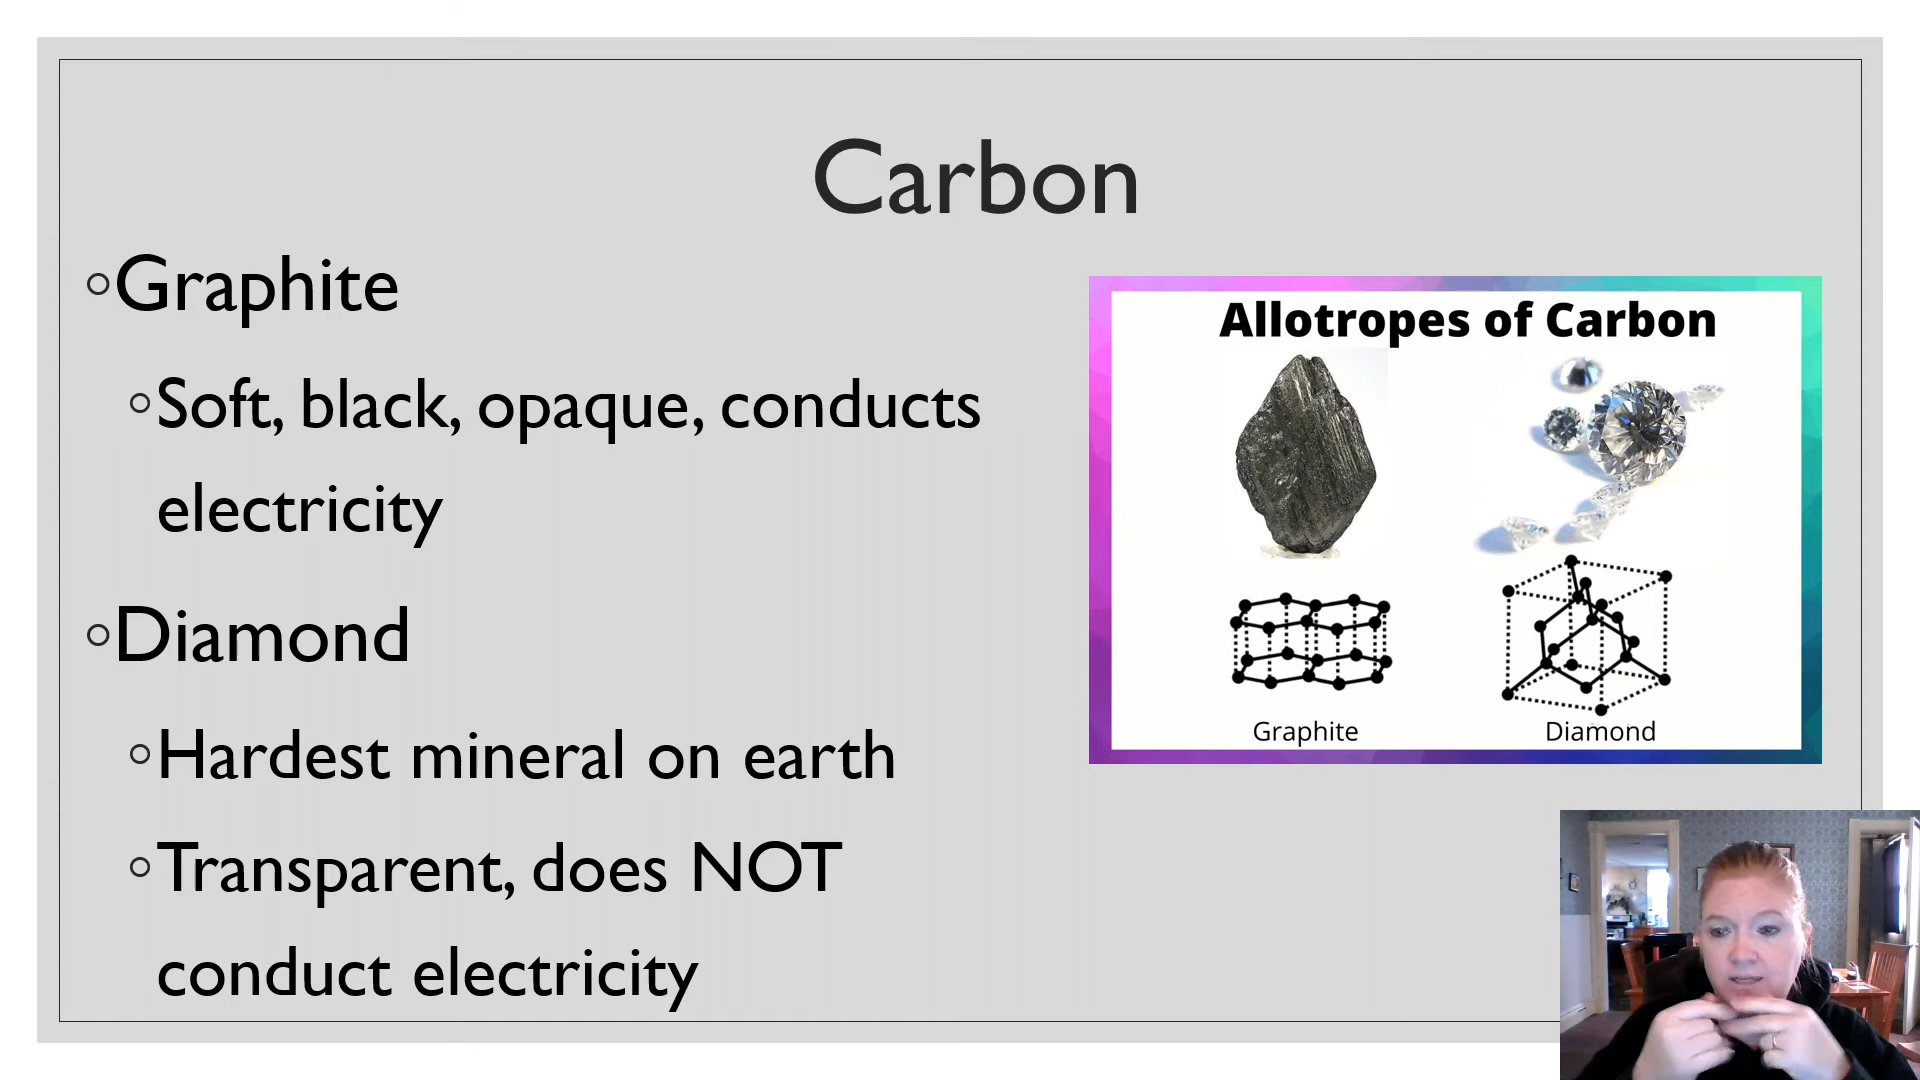 Carbon
Graphite
Soft, black, opaque, conducts
electricity
Diamond
Hardest mineral on earth
Transparent, does NOT
conduct electricity
Allotropes of Carbon
Graphite
Diamond